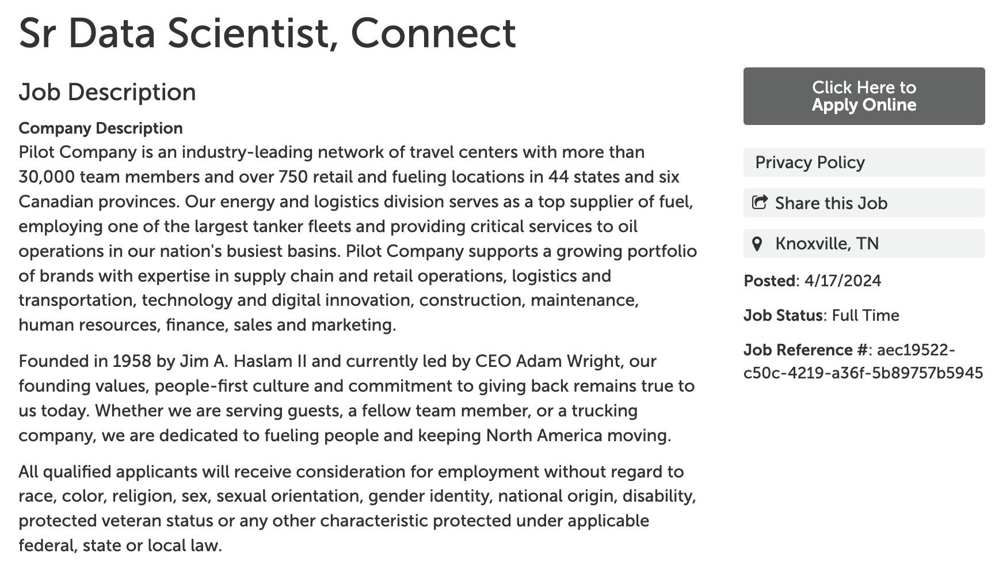 Sr Data Scientist, Connect
Job Description
Company Description
Pilot Company is an industry-leading network of travel centers with more than
30,000 team members and over 750 retail and fueling locations in 44 states and six
Canadian provinces. Our energy and logistics division serves as a top supplier of fuel,
employing one of the largest tanker fleets and providing critical services to oil
operations in our nation's busiest basins. Pilot Company supports a growing portfolio
of brands with expertise in supply chain and retail operations, logistics and
transportation, technology and digital innovation, construction, maintenance,
human resources, finance, sales and marketing.
Founded in 1958 by Jim A. Haslam II and currently led by CEO Adam Wright, our
founding values, people-first culture and commitment to giving back remains true to
us today. Whether we are serving guests, a fellow team member, or a trucking
company, we are dedicated to fueling people and keeping North America moving.
All qualified applicants will receive consideration for employment without regard to
race, color, religion, sex, sexual orientation, gender identity, national origin, disability,
protected veteran status or any other characteristic protected under applicable
federal, state or local law.
Click Here to
Apply Online
Privacy Policy
Share this Job
Knoxville, TN
Posted: 4/17/2024
Job Status: Full Time
Job Reference #: aec19522-
c50c-4219-a36f-5b89757b5945